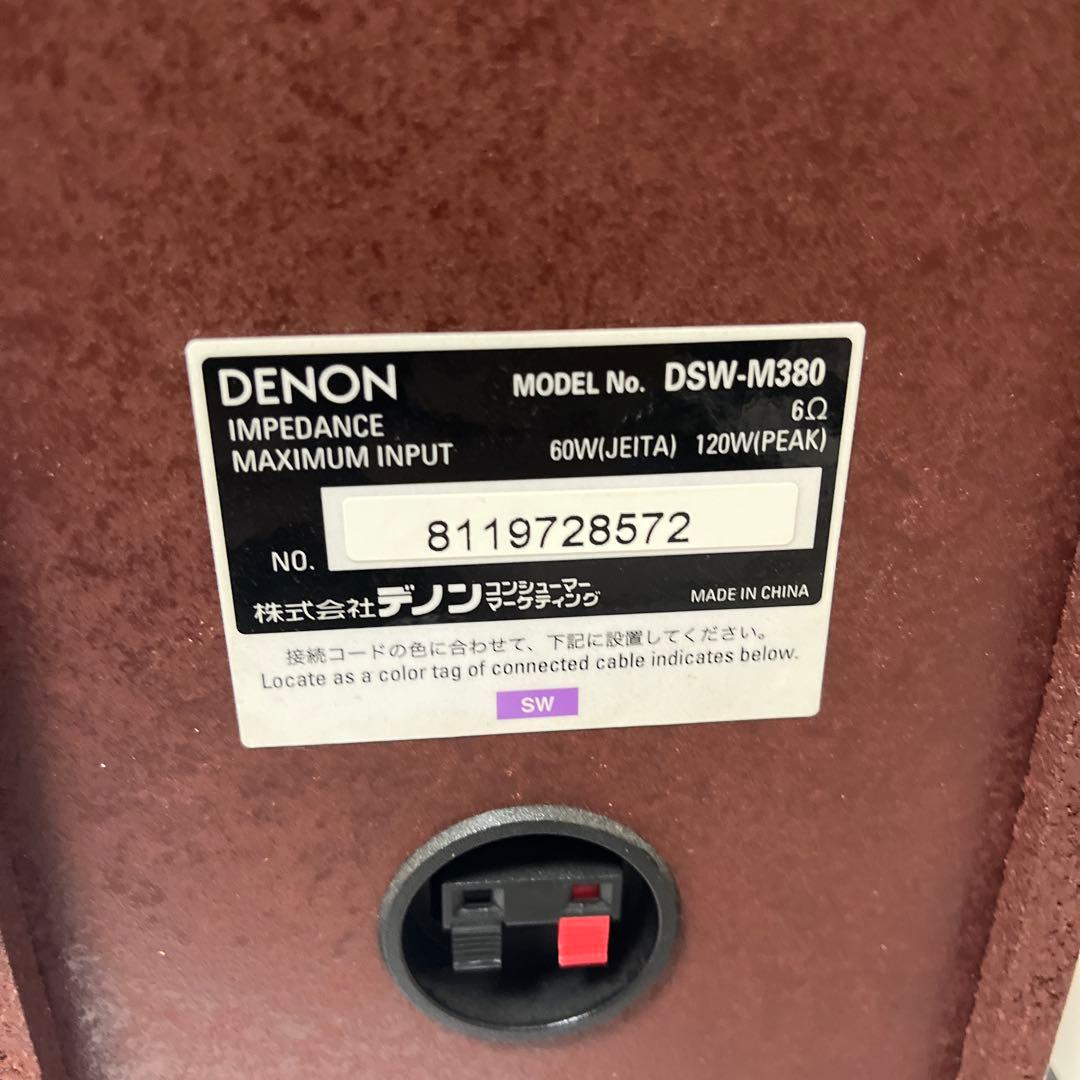 DENON MODEL No. DSW-M380
IMPEDANCE 6Ω
MAXIMUM INPUT 60W(JEITA) 120W(PEAK)
NO. 8119728572
株式会社デノン コンシューマーマーケティング MADE IN CHINA
接続コードの色に合わせて、下記に設置してください。
Locate as a color tag of connected cable indicates below.
SW